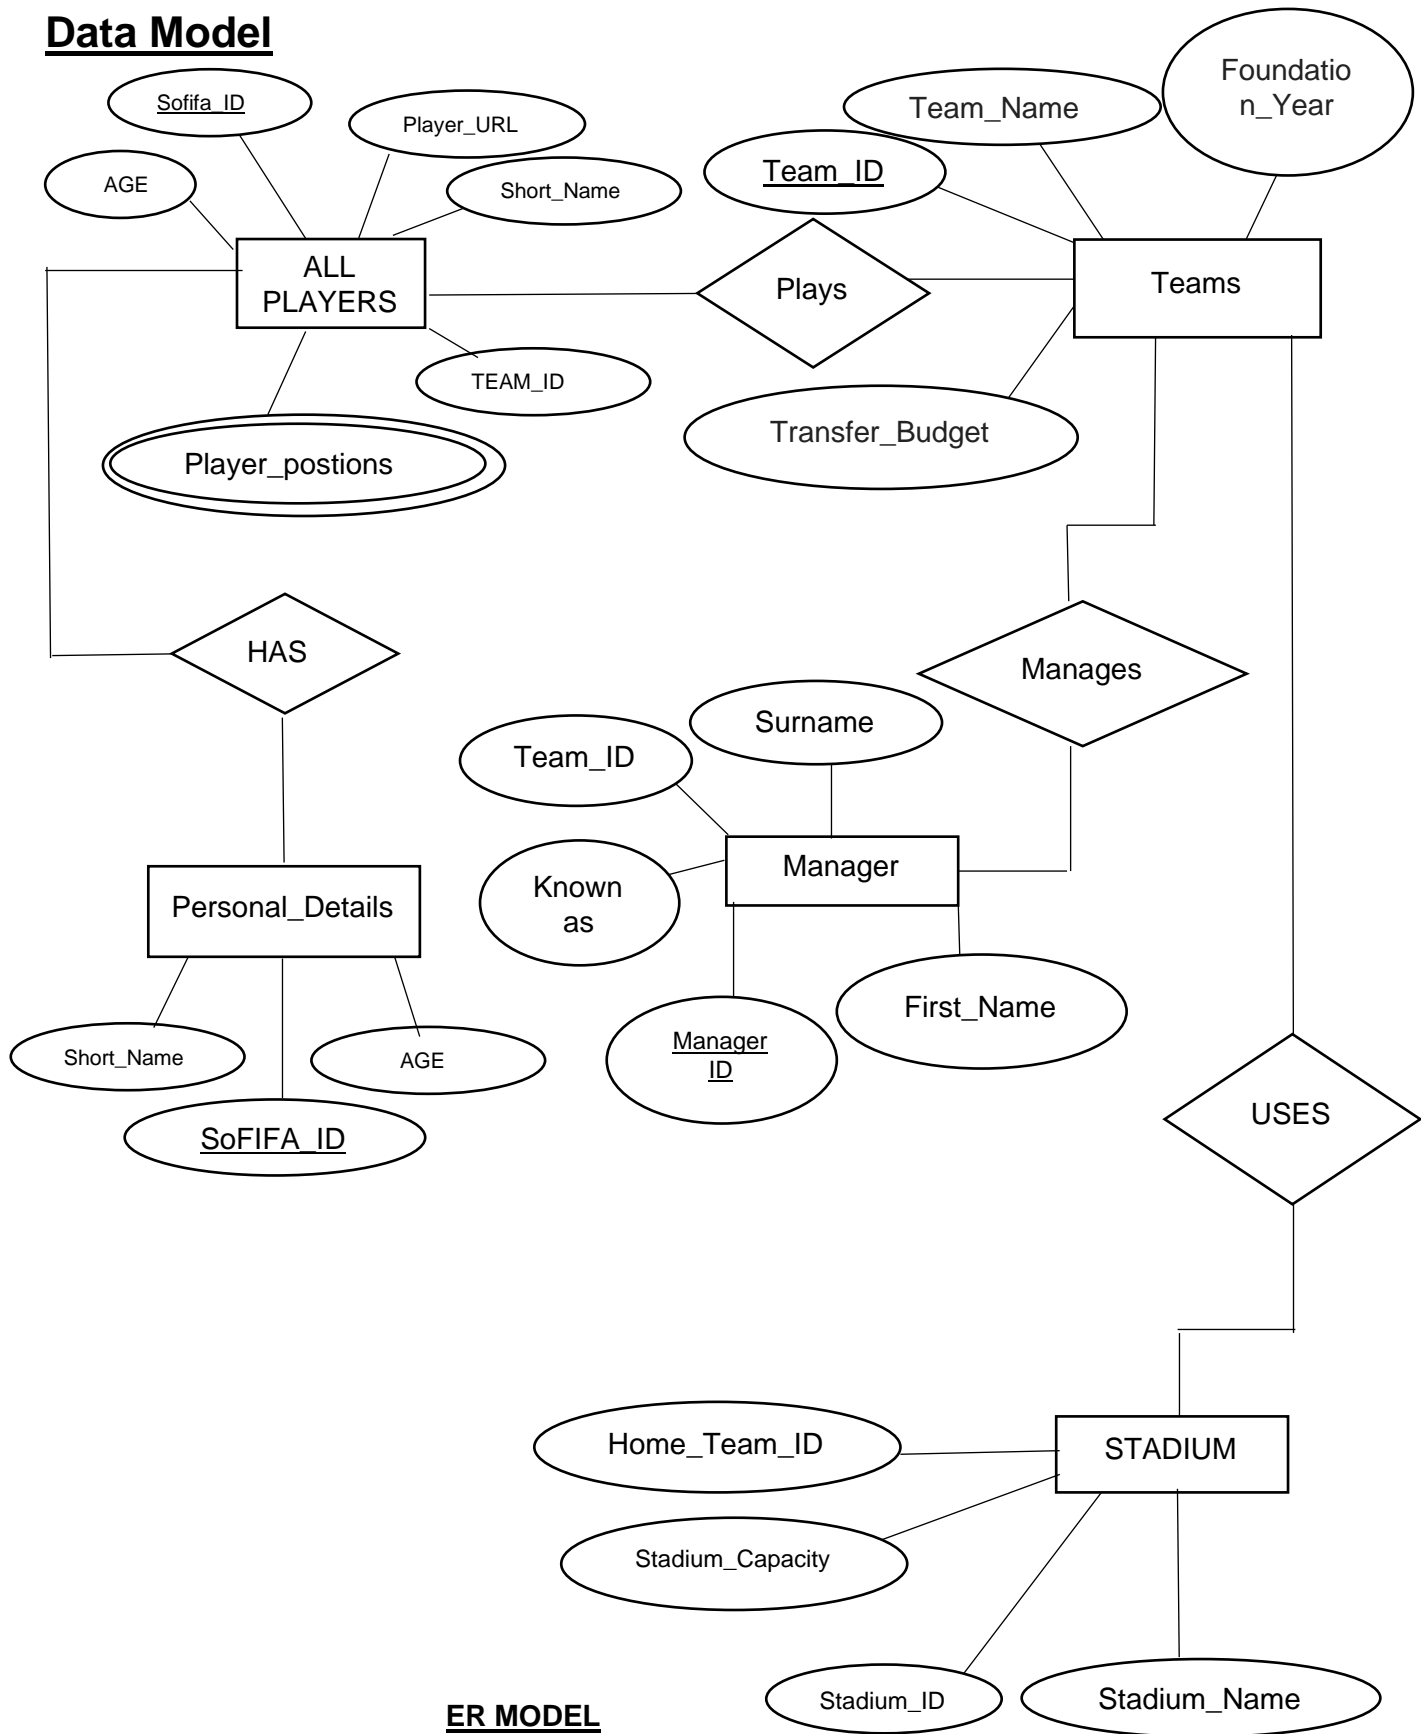 Data Model
Sofifa_ID
Player_URL
AGE
Short_Name
ALL
PLAYERS
TEAM_ID
Player_postions
Plays
Team_Name
Foundatio
n_Year
Team_ID
Teams
Transfer_Budget
HAS
Manages
Surname
Team_ID
Manager
Known
as
First_Name
Manager
ID
Personal_Details
Short_Name
AGE
SoFIFA_ID
USES
Home_Team_ID
STADIUM
Stadium_Capacity
Stadium_ID
Stadium_Name
ER MODEL